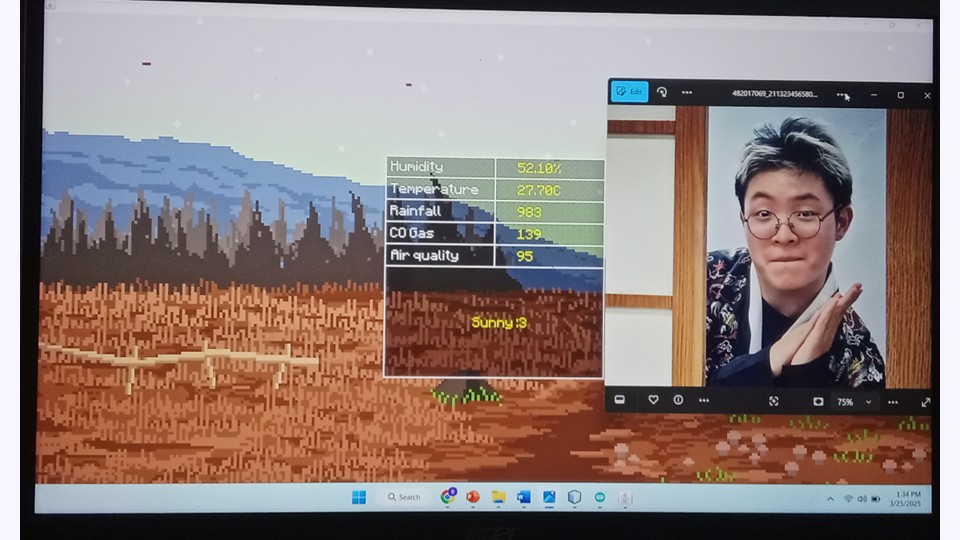 Edit
482017069_211323456580...
Humidity 52.10%
Temperature 27.70C
Rainfall 983
CO Gas 139
Air quality 95
Sunny :3
75%
Search
1:34 PM
3/25/2025